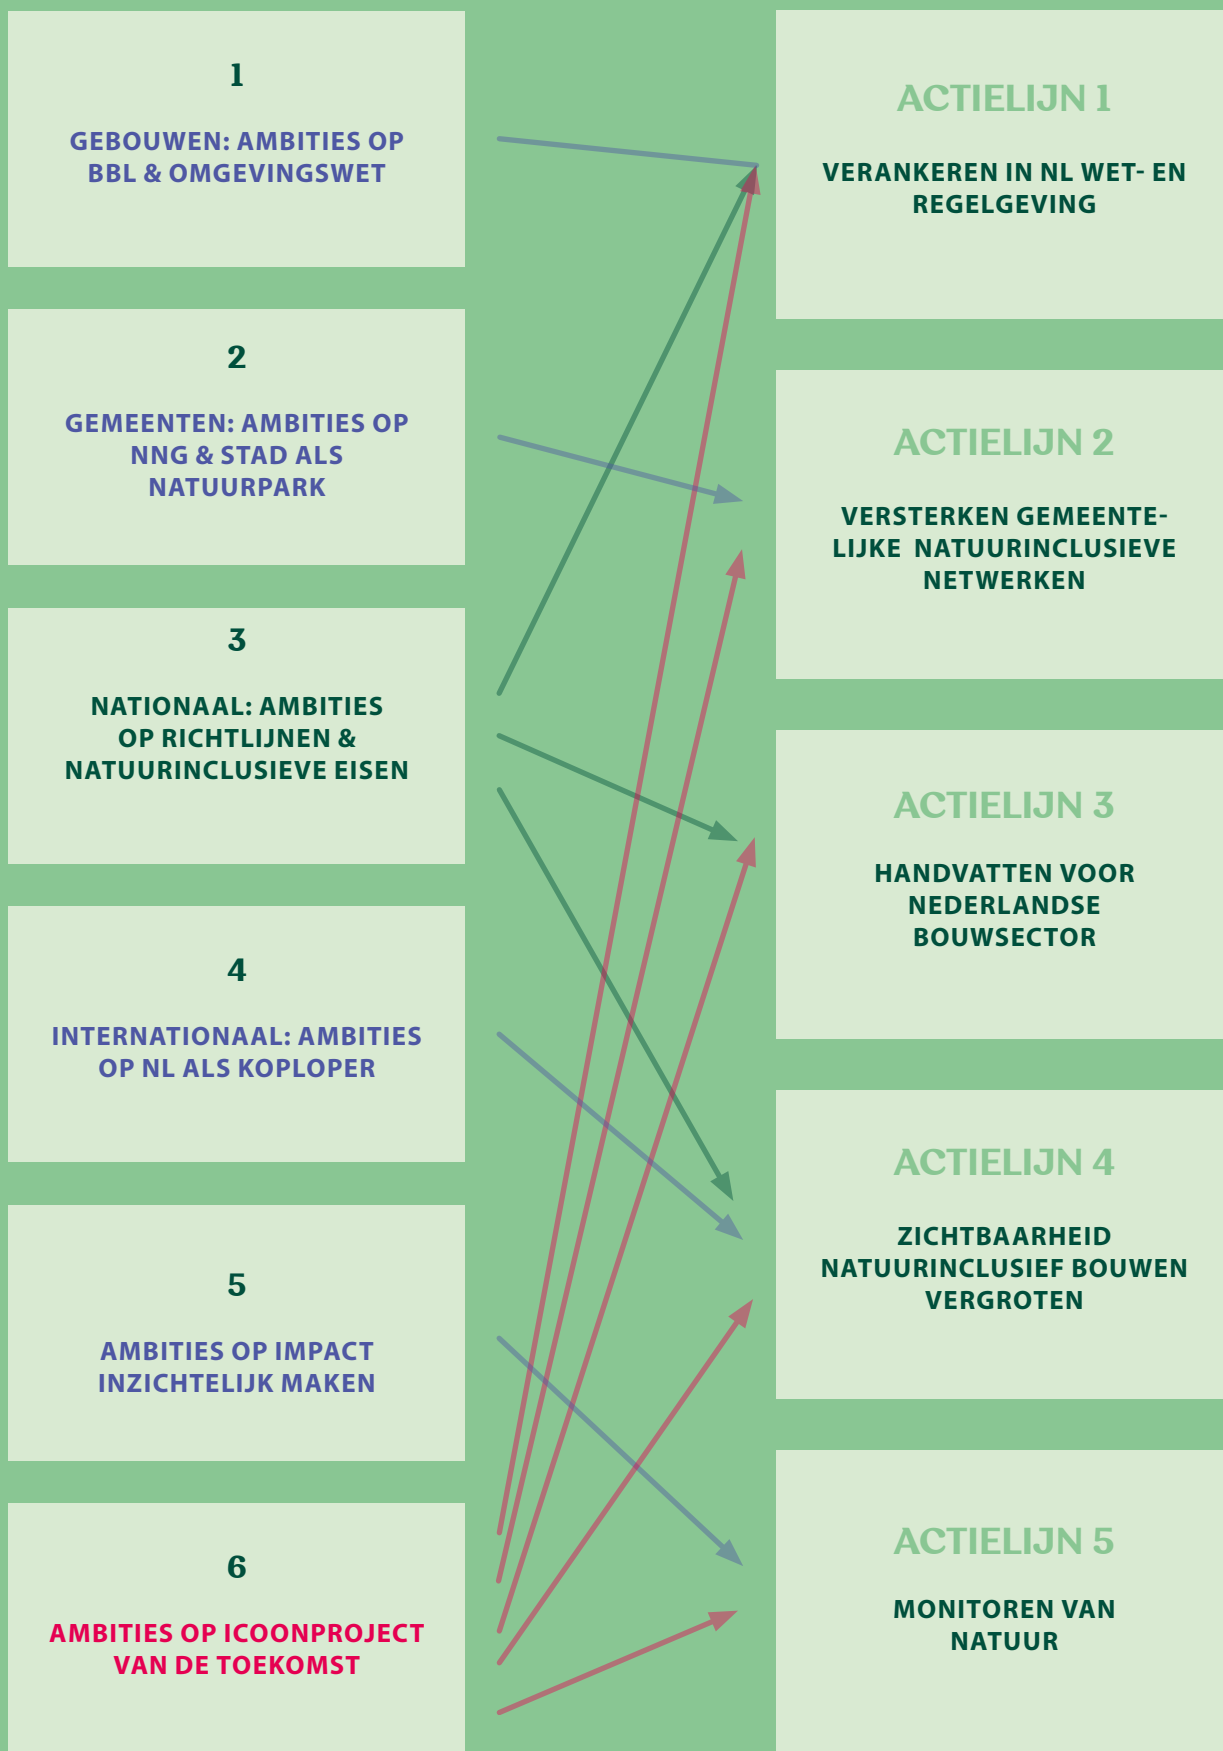 1
GEBOUWEN: AMBITIES OP
BBL & OMGEVINGSWET
2
GEMEENTEN: AMBITIES OP
NNG & STAD ALS
NATUURPARK
3
NATIONAAL: AMBITIES
OP RICHTLIJNEN &
NATUURINCLUSIEVE EISEN
4
INTERNATIONAAL: AMBITIES
OP NL ALS KOPLOPER
5
AMBITIES OP IMPACT
INZICHTELIJK MAKEN
6
AMBITIES OP ICOONPROJECT
VAN DE TOEKOMST
ACTIELIJN 1
VERANKEREN IN NL WET- EN
REGELGEVING
ACTIELIJN 2
VERSTERKEN GEMEENTE-
LIJKE NATUURINCLUSIEVE
NETWERKEN
ACTIELIJN 3
HANDVATTEN VOOR
NEDERLANDSE
BOUWSECTOR
ACTIELIJN 4
ZICHTBAARHEID
NATUURINCLUSIEF BOUWEN
VERGROTEN
ACTIELIJN 5
MONITOREN VAN
NATUUR